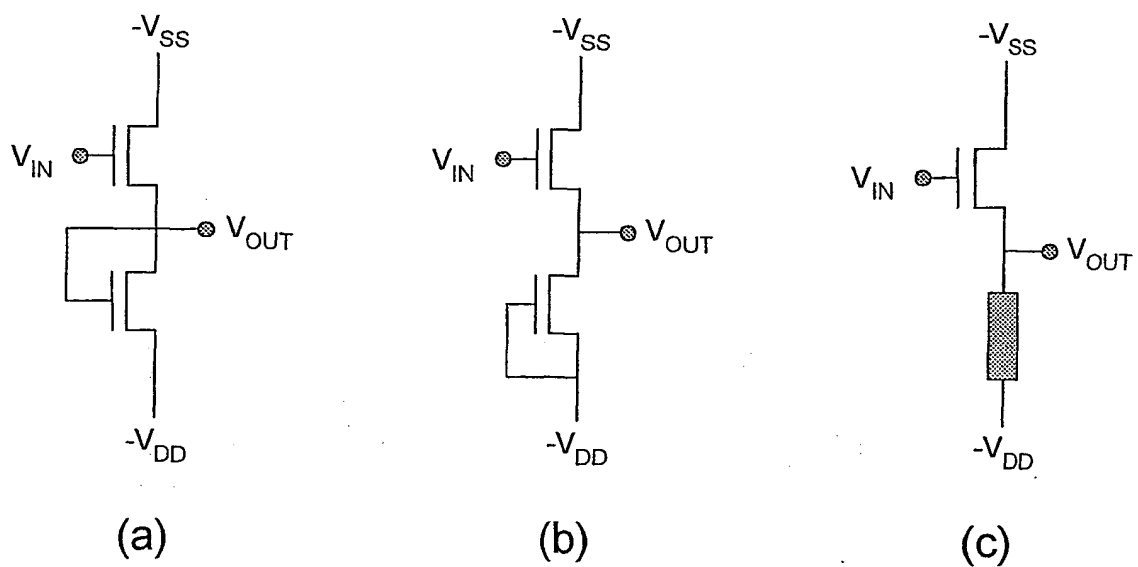 -V_SS
V_IN
V_OUT
-V_DD
(a)
-V_SS
V_IN
V_OUT
-V_DD
(b)
-V_SS
V_IN
V_OUT
-V_DD
(c)